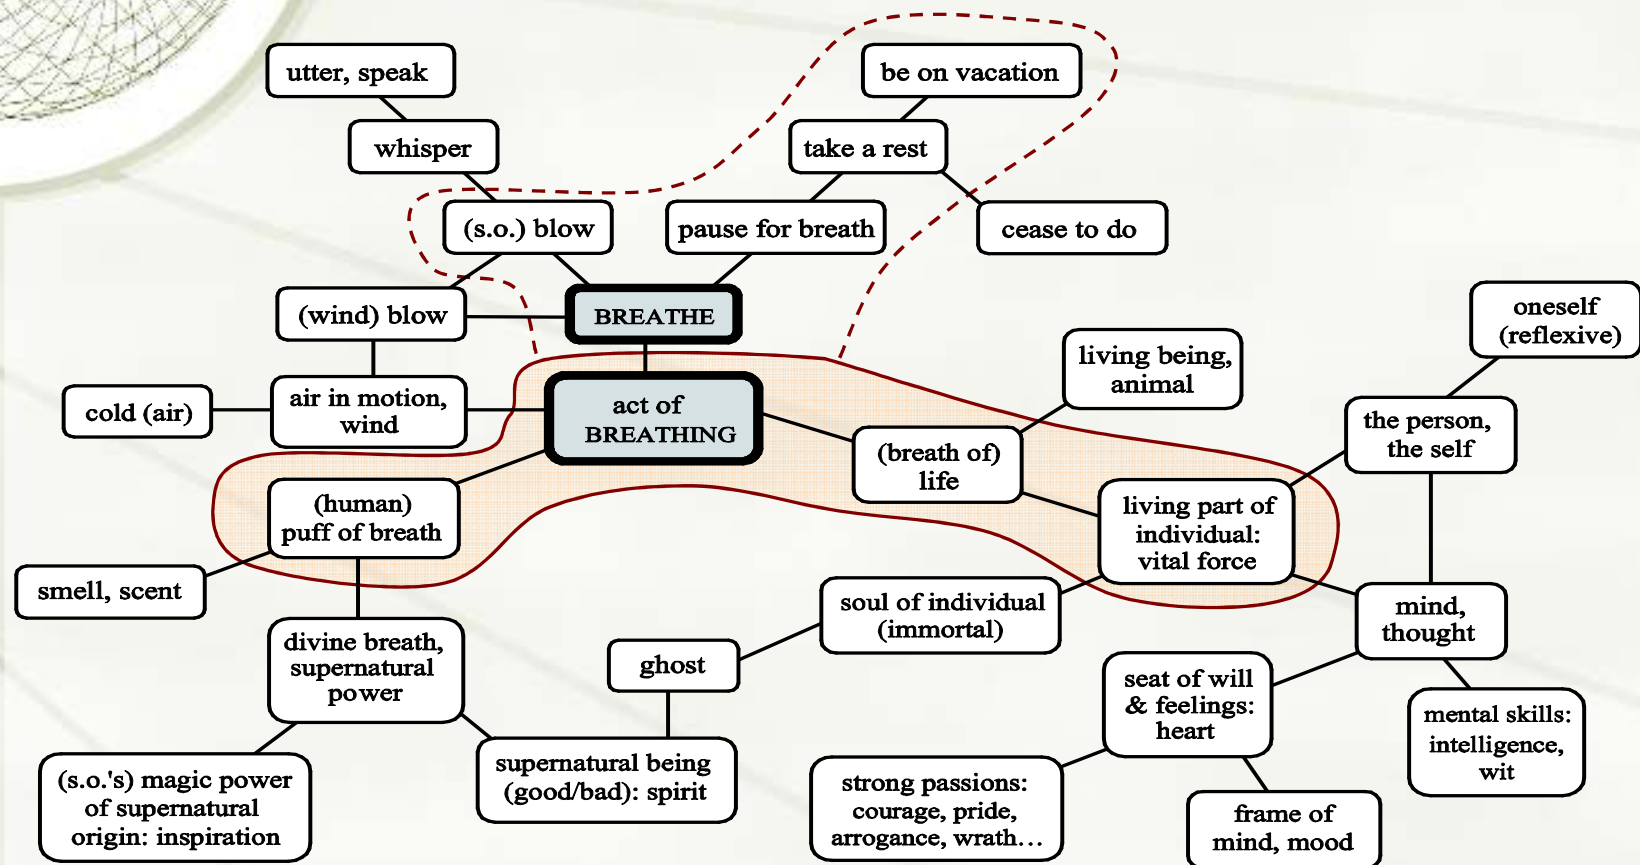 utter, speak
be on vacation
whisper
take a rest
(s.o.) blow
pause for breath
cease to do
(wind) blow
BREATHE
oneself
(reflexive)
living being,
animal
cold (air)
air in motion,
wind
act of
BREATHING
the person,
the self
(breath of)
life
(human)
puff of breath
living part of
individual:
vital force
smell, scent
soul of individual
(immortal)
mind,
thought
divine breath,
supernatural
power
ghost
seat of will
& feelings:
heart
mental skills:
intelligence,
wit
(s.o.'s) magic power
of supernatural
origin: inspiration
supernatural being
(good/bad): spirit
strong passions:
courage, pride,
arrogance, wrath…
frame of
mind, mood